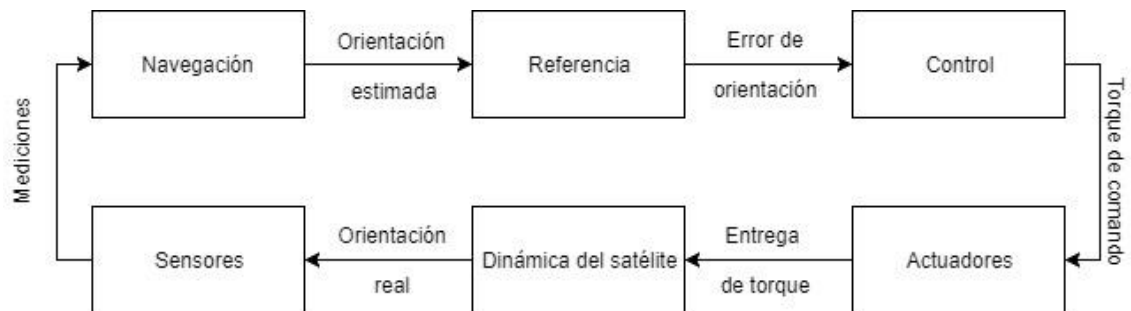 Navegación
Orientación
estimada
Referencia
Error de
orientación
Control
Torque de comando
Mediciones
Sensores
Orientación
real
Dinámica del satélite
Entrega
de torque
Actuadores